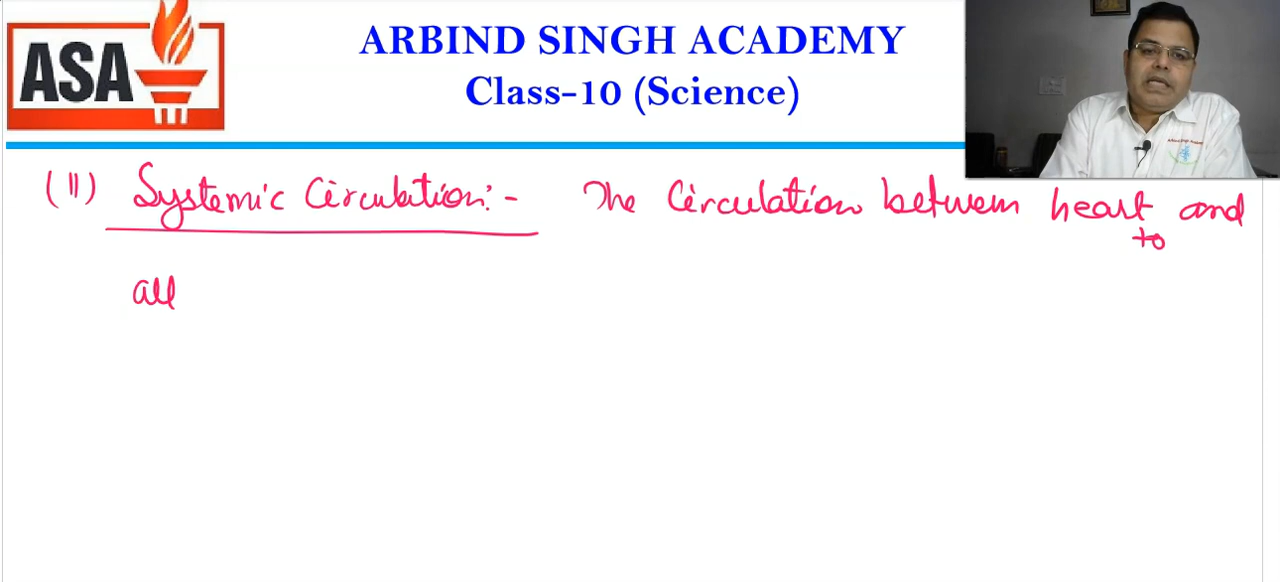 ASA
ARBIND SINGH ACADEMY
Class-10 (Science)
(II) Systemic Circulation:- The Circulation between heart and
to
all